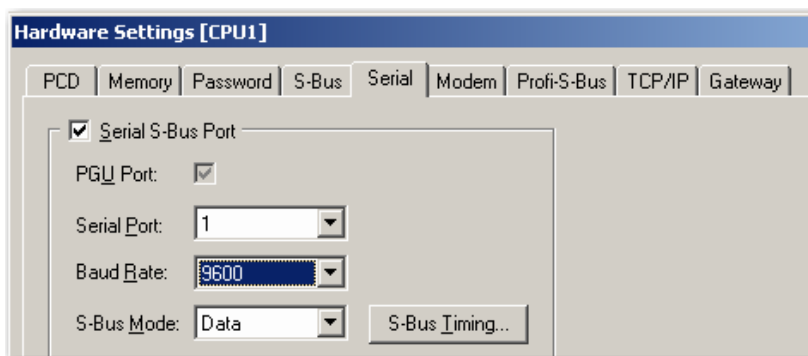 Hardware Settings [CPU1]
PCD Memory Password S-Bus Serial Modem Profi-S-Bus TCP/IP Gateway
Serial S-Bus Port
PGU Port:
Serial Port: 1
Baud Rate: 9600
S-Bus Mode: Data S-Bus Timing...